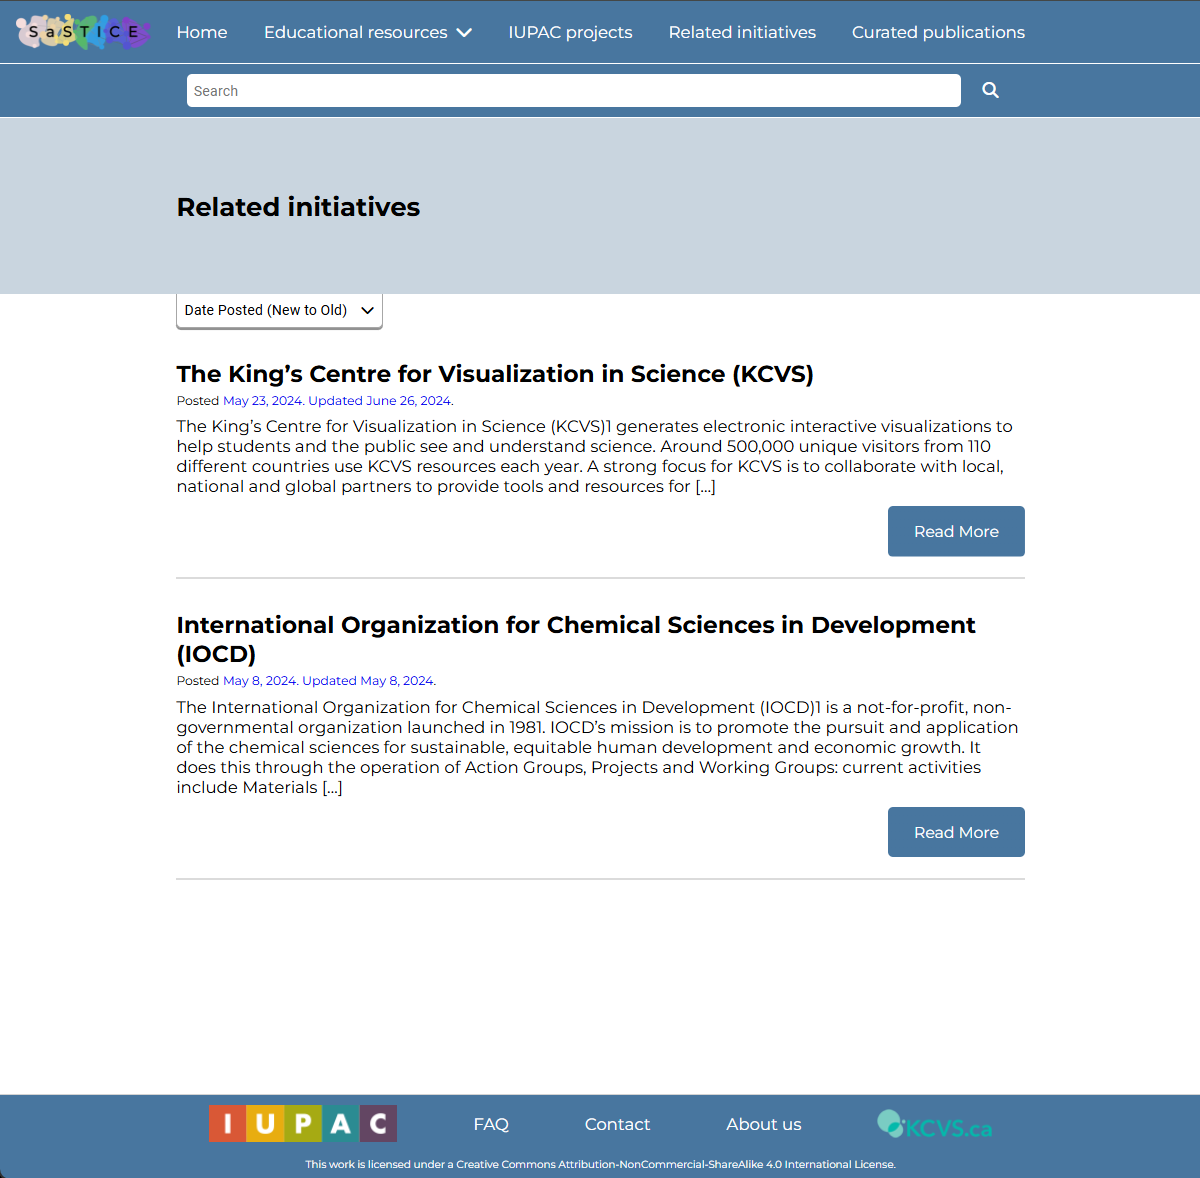 SaSTICE
Home
Educational resources
IUPAC projects
Related initiatives
Curated publications
Search
Related initiatives
Date Posted (New to Old)
The King’s Centre for Visualization in Science (KCVS)
Posted May 23, 2024. Updated June 26, 2024.
The King’s Centre for Visualization in Science (KCVS)1 generates electronic interactive visualizations to
help students and the public see and understand science. Around 500,000 unique visitors from 110
different countries use KCVS resources each year. A strong focus for KCVS is to collaborate with local,
national and global partners to provide tools and resources for […]
Read More
International Organization for Chemical Sciences in Development
(IOCD)
Posted May 8, 2024. Updated May 8, 2024.
The International Organization for Chemical Sciences in Development (IOCD)1 is a not-for-profit, non-
governmental organization launched in 1981. IOCD’s mission is to promote the pursuit and application
of the chemical sciences for sustainable, equitable human development and economic growth. It
does this through the operation of Action Groups, Projects and Working Groups: current activities
include Materials […]
Read More
IUPAC
FAQ
Contact
About us
KCVS.ca
This work is licensed under a Creative Commons Attribution-NonCommercial-ShareAlike 4.0 International License.